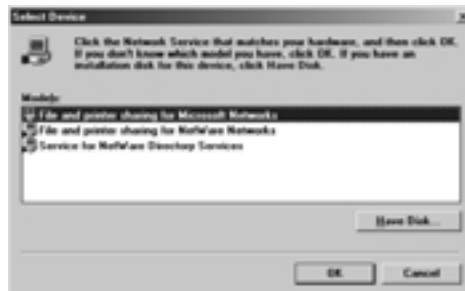 Select Device
Click the Network Service that matches your hardware, and then click OK.
If you don't know which model you have, click OK. If you have an
installation disk for this device, click Have Disk.
Models:
File and printer sharing for Microsoft Networks
File and printer sharing for NetWare Networks
Service for NetWare Directory Services
Have Disk...
OK
Cancel